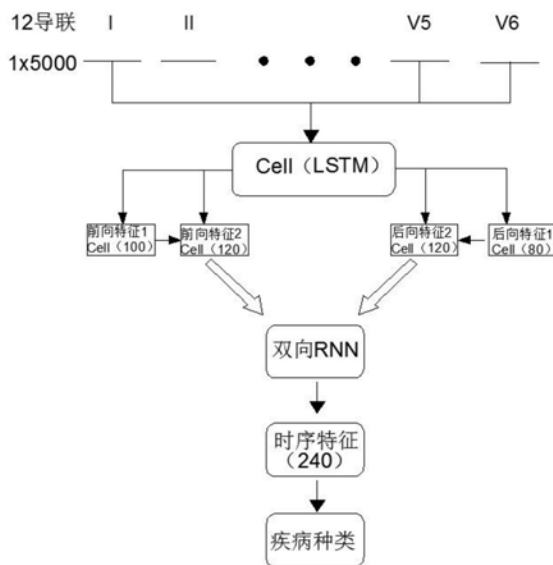 12导联 I II V5 V6
1x5000
Cell（LSTM）
前向特征1
Cell（100）
前向特征2
Cell（120）
后向特征2
Cell（120）
后向特征1
Cell（80）
双向RNN
时序特征
（240）
疾病种类